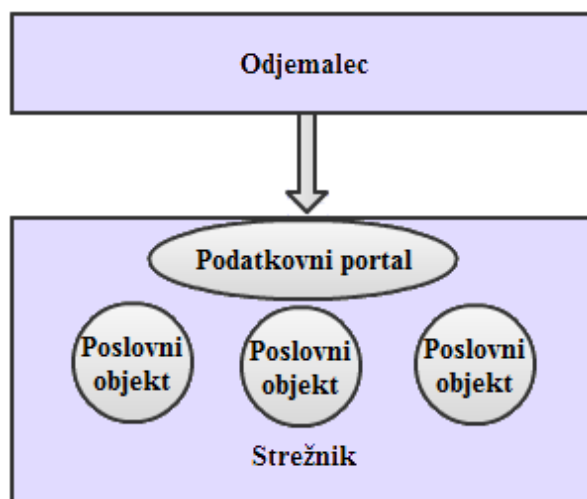 Odjemalec
Podatkovni portal
Poslovni
objekt
Poslovni
objekt
Poslovni
objekt
Strežnik